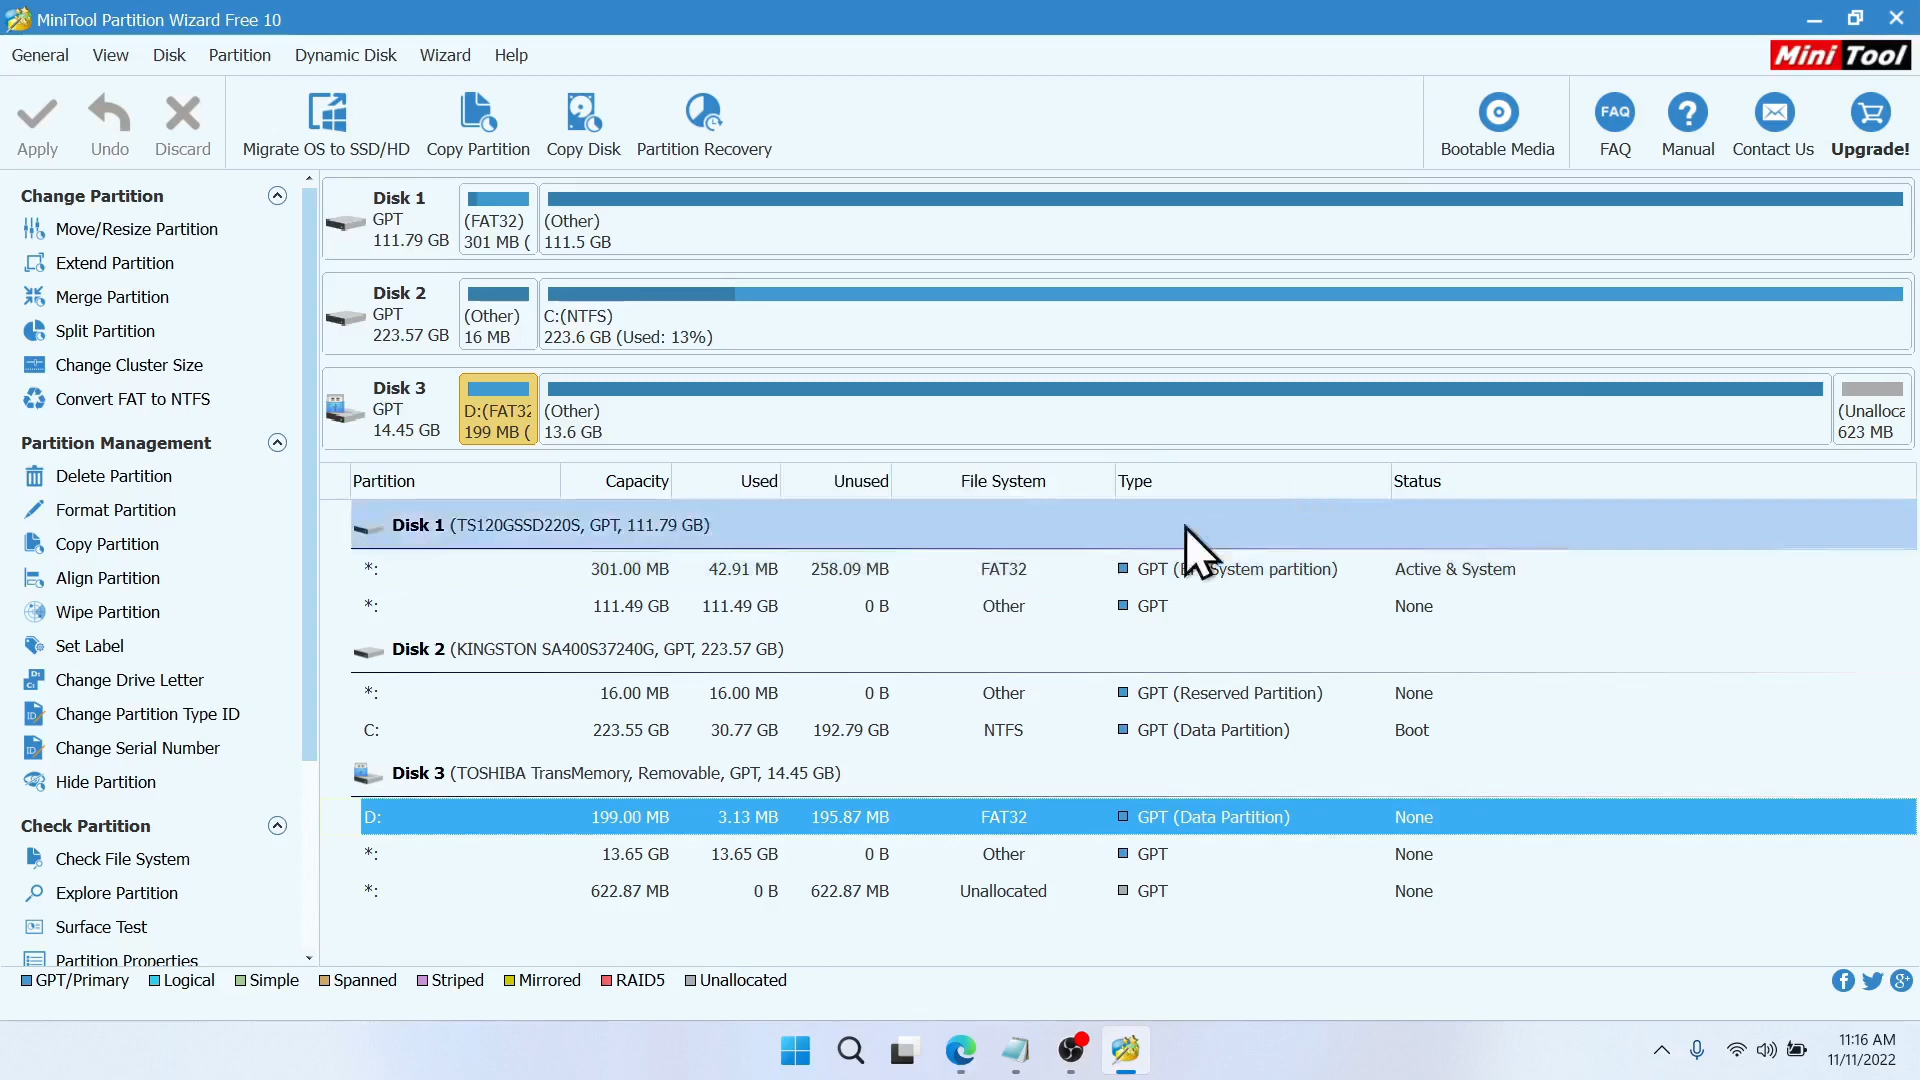 MiniTool Partition Wizard Free 10
General View Disk Partition Dynamic Disk Wizard Help
Mini Tool
Apply Undo Discard Migrate OS to SSD/HD Copy Partition Copy Disk Partition Recovery Bootable Media FAQ FAQ Manual Contact Us Upgrade!
Change Partition
Move/Resize Partition
Extend Partition
Merge Partition
Split Partition
Change Cluster Size
Convert FAT to NTFS
Partition Management
Delete Partition
Format Partition
Copy Partition
Align Partition
Wipe Partition
Set Label
Change Drive Letter
Change Partition Type ID
Change Serial Number
Hide Partition
Check Partition
Check File System
Explore Partition
Surface Test
Partition Properties
Disk 1
GPT
111.79 GB
(FAT32)
301 MB (
(Other)
111.5 GB
Disk 2
GPT
223.57 GB
(Other)
16 MB
C:(NTFS)
223.6 GB (Used: 13%)
Disk 3
GPT
14.45 GB
D:(FAT32
199 MB (
(Other)
13.6 GB
(Unalloca
623 MB
Partition Capacity Used Unused File System Type Status
Disk 1 (TS120GSSD220S, GPT, 111.79 GB)
*: 301.00 MB 42.91 MB 258.09 MB FAT32 GPT ( System partition) Active & System
*: 111.49 GB 111.49 GB 0 B Other GPT None
Disk 2 (KINGSTON SA400S37240G, GPT, 223.57 GB)
*: 16.00 MB 16.00 MB 0 B Other GPT (Reserved Partition) None
C: 223.55 GB 30.77 GB 192.79 GB NTFS GPT (Data Partition) Boot
Disk 3 (TOSHIBA TransMemory, Removable, GPT, 14.45 GB)
D: 199.00 MB 3.13 MB 195.87 MB FAT32 GPT (Data Partition) None
*: 13.65 GB 13.65 GB 0 B Other GPT None
*: 622.87 MB 0 B 622.87 MB Unallocated GPT None
GPT/Primary Logical Simple Spanned Striped Mirrored RAID5 Unallocated
11:16 AM
11/11/2022